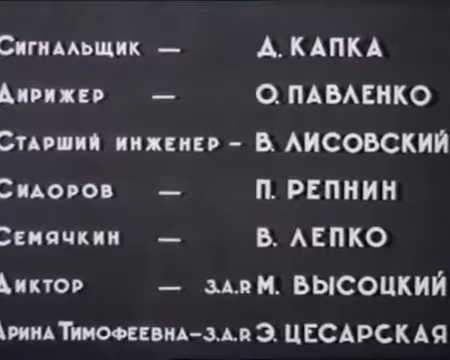 Сигнальщик — Д. КАПКА
Дирижер — О. ПАВЛЕНКО
Старший инженер – В. ЛИСОВСКИЙ
Сидоров — П. РЕПНИН
Семячкин — В. ЛЕПКО
Диктор — З.А.Р М. ВЫСОЦКИЙ
Арина Тимофеевна – З.А.Р Э. ЦЕСАРСКАЯ